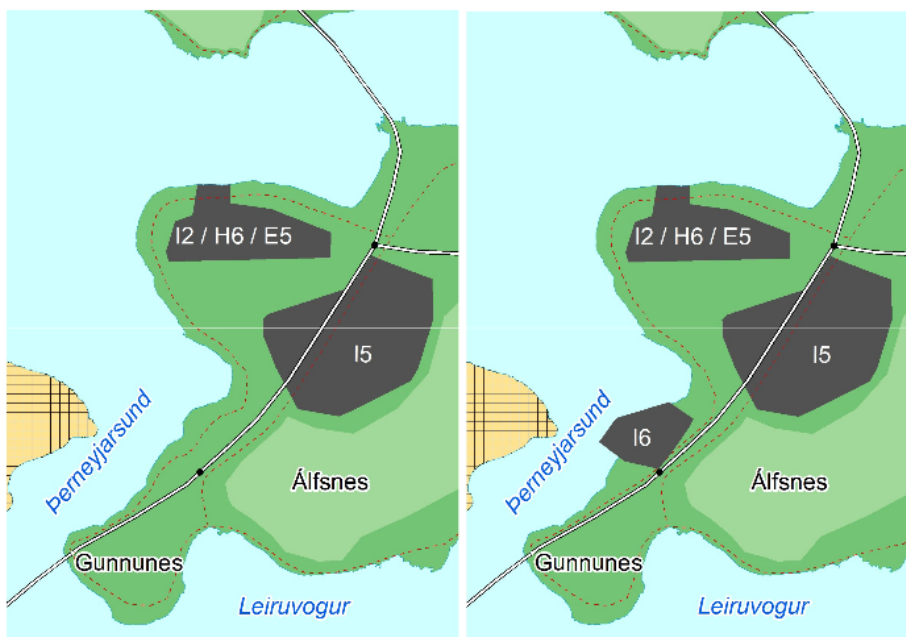 I2 / H6 / E5
I5
Þerneyjarsund
Álfsnes
Gunnunes
Leiruvogur
I2 / H6 / E5
I5
I6
Þerneyjarsund
Álfsnes
Gunnunes
Leiruvogur